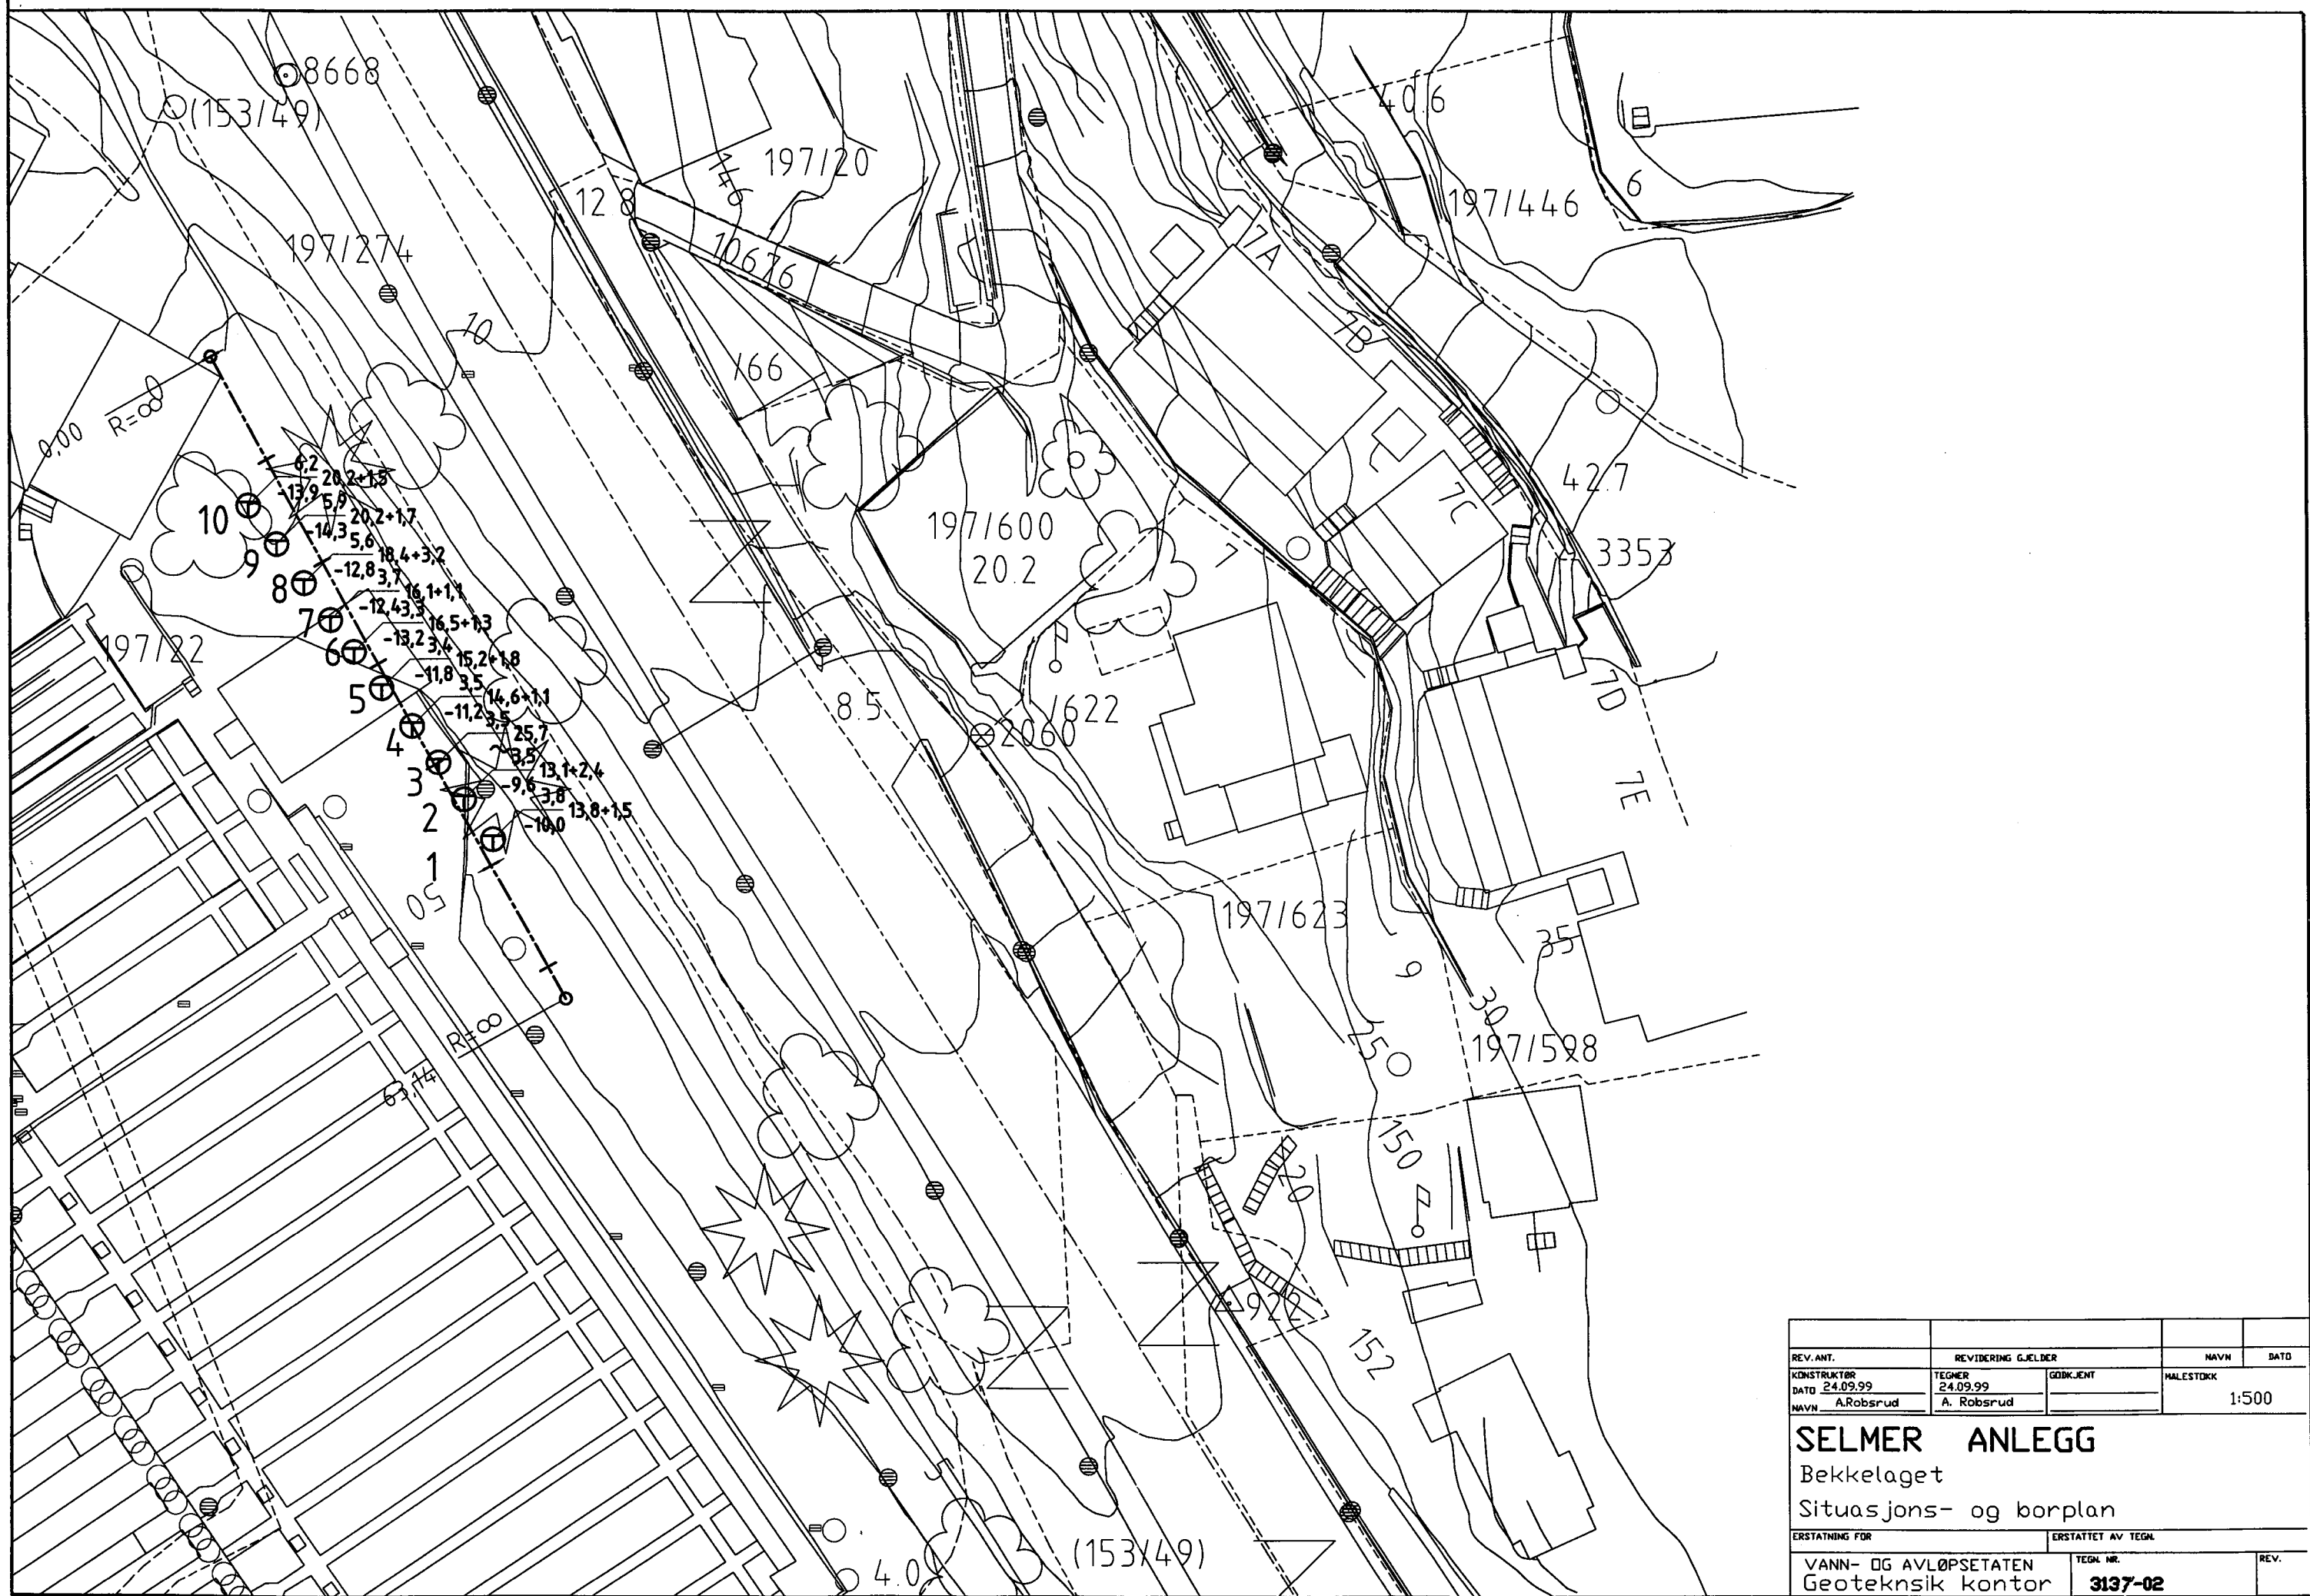 8668
(153/49)
40.6
197/20
14.6
12.8
197/446
6
197/274
10676
7A
10
7B
/66
R=∞
0
0,00
6,2
20,2+1,5
-13,9
5,9
20,2+1,7
-14,3
5,6
18,4+3,2
-12,8
3,7
16,1+1,1
-12,4
3,3
16,5+1,3
-13,2
3,4
15,2+1,8
-11,8
3,5
14,6+1,1
-11,2
3,5
25,7
~
3,5
13,1+2,4
-9,6
3,8
13,8+1,5
-10,0
10
9
8
7
6
5
4
3
2
1
7C
42.7
197/600
20.2
7
3353
197/22
8.5
/622
2060
7D
7E
50
197/623
35
9
30
R=∞
25
197/598
63.14
150
20
922
152
4.0
(153/49)
REV.ANT.
REVIDERING GJELDER
NAVN
DATO
KONSTRUKTØR
DATO 24.09.99
NAVN A.Robsrud
TEGNER
24.09.99
A. Robsrud
GODKJENT
MALESTOKK
1:500
SELMER ANLEGG
Bekkelaget
Situasjons- og borplan
ERSTATNING FOR
ERSTATTET AV TEGN.
VANN- OG AVLØPSETATEN
Geoteknsik kontor
TEGN. NR.
3137-02
REV.